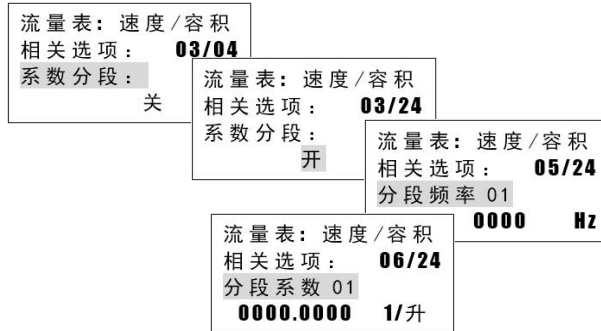 流量表: 速度/容积
相关选项: 03/04
系数分段:
关
流量表: 速度/容积
相关选项: 03/24
系数分段:
开
流量表: 速度/容积
相关选项: 05/24
分段频率 01
0000 Hz
流量表: 速度/容积
相关选项: 06/24
分段系数 01
0000.0000 1/升